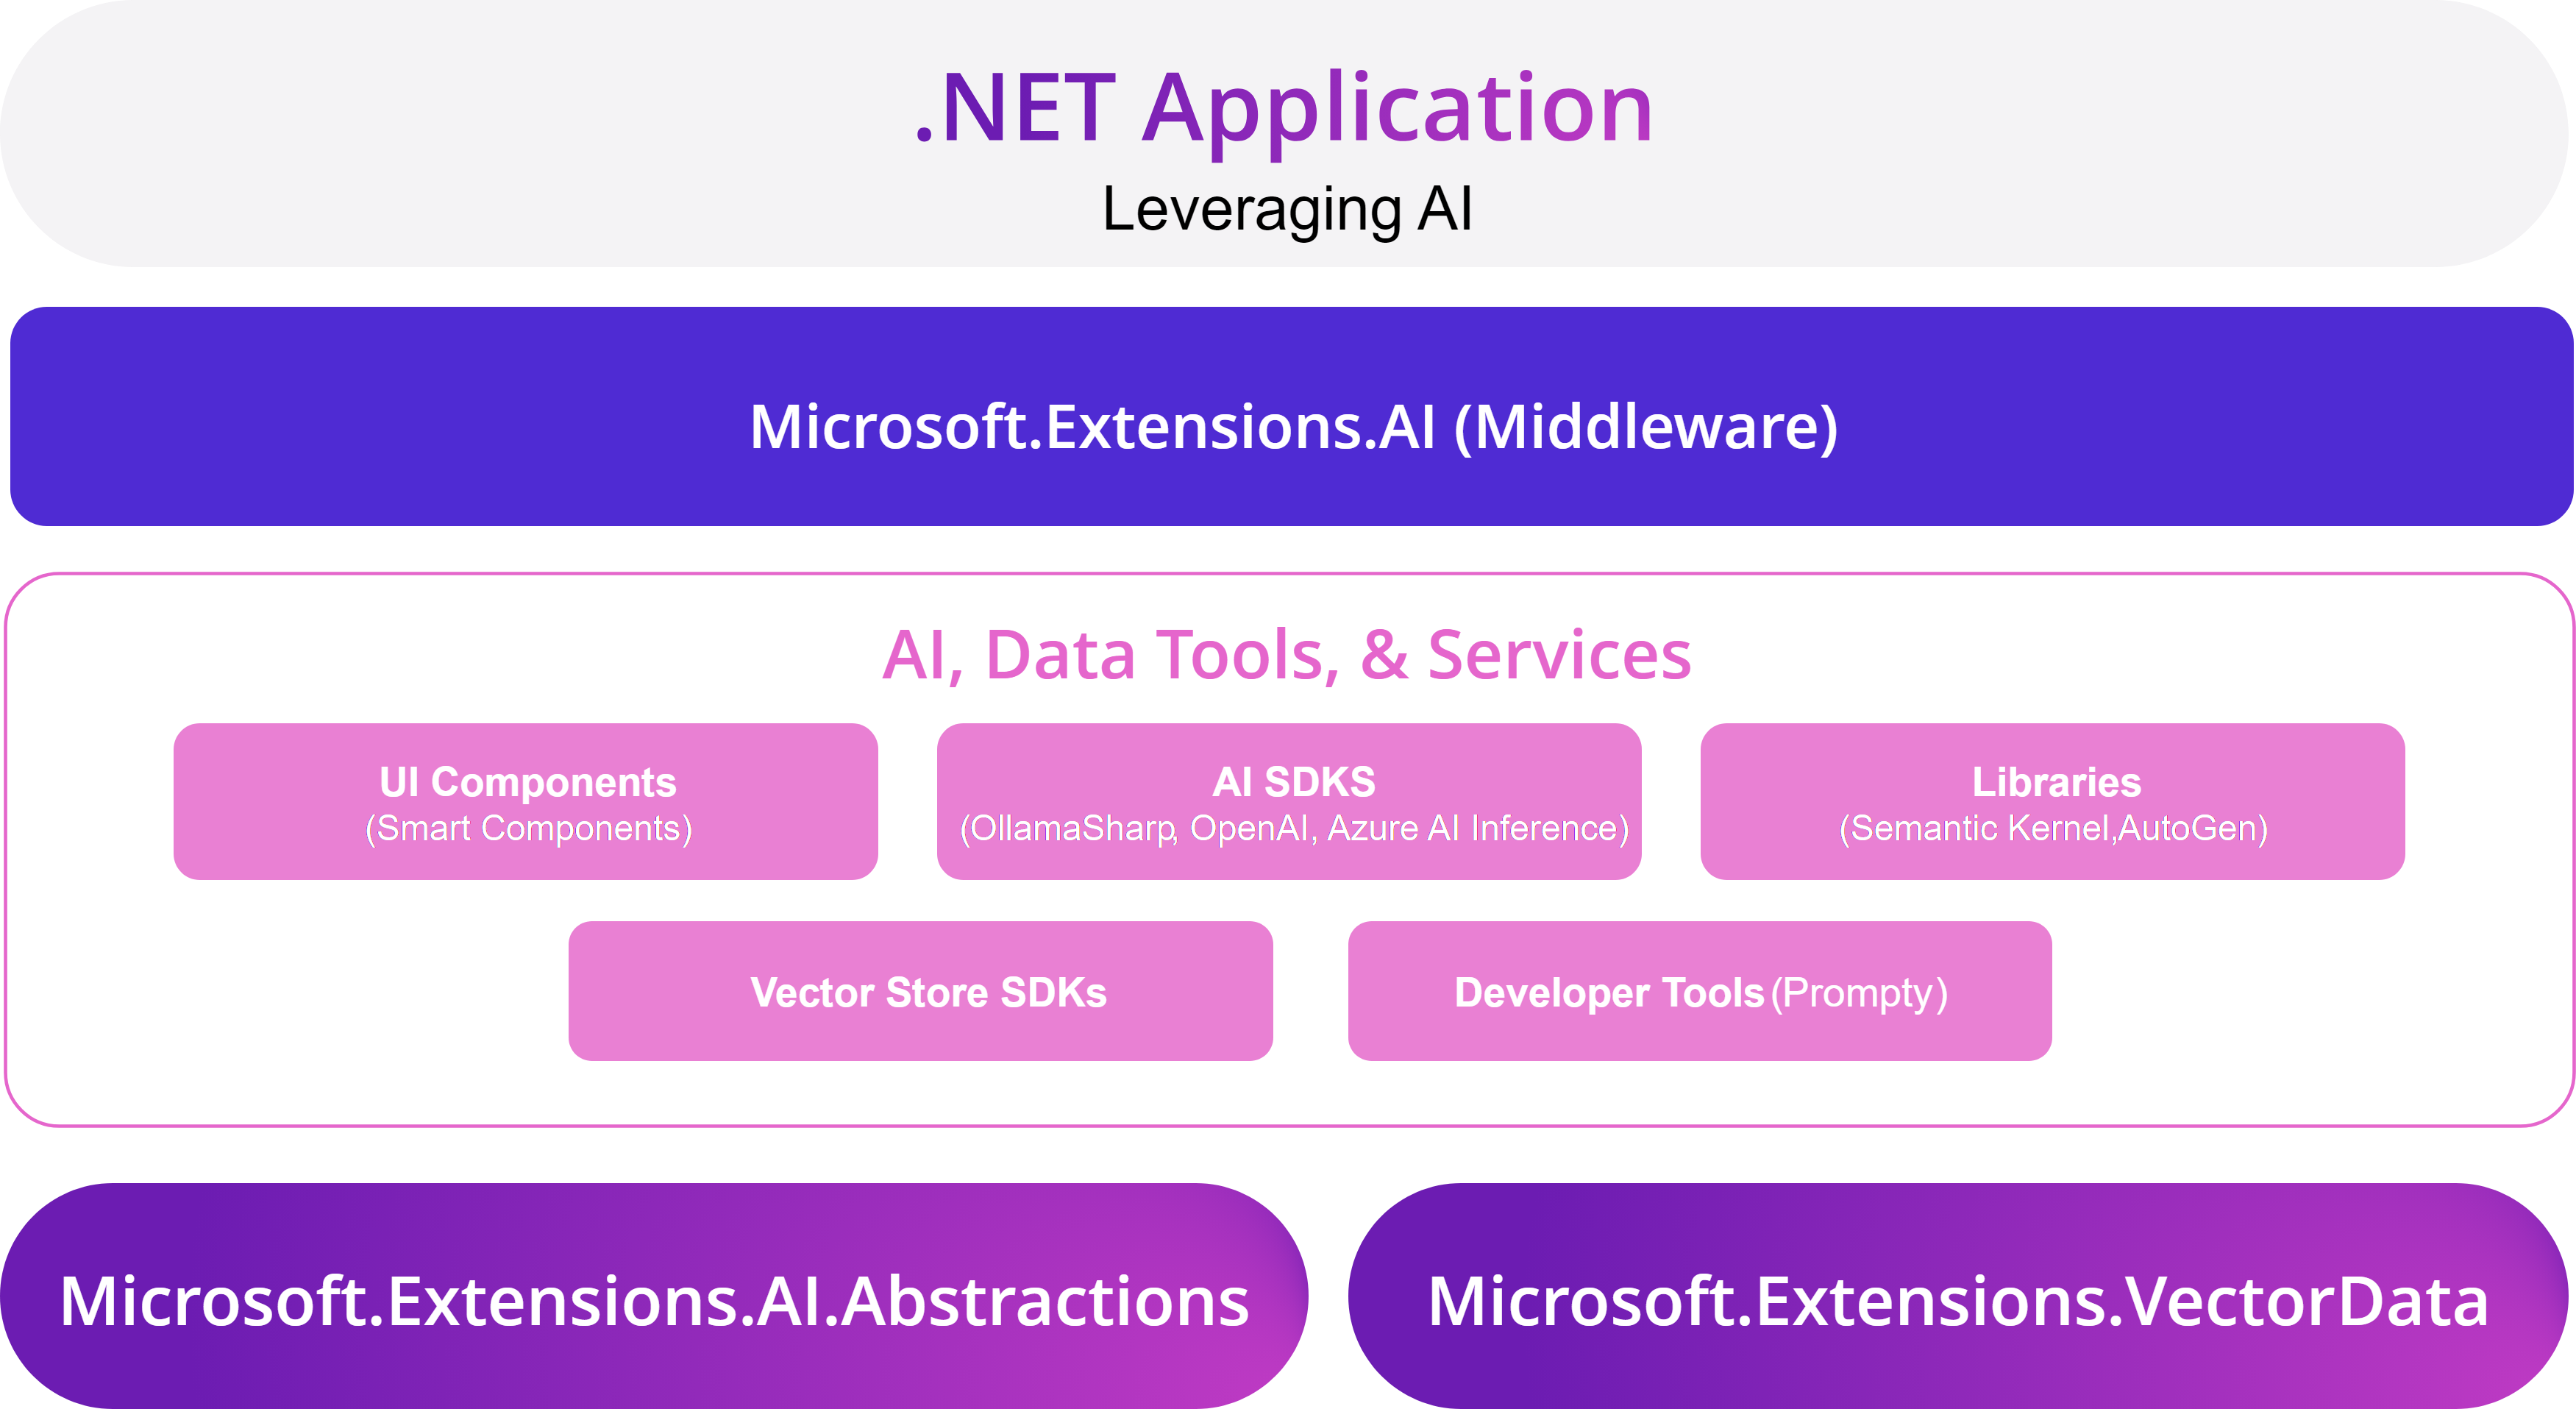 .NET Application
Leveraging AI
Microsoft.Extensions.AI (Middleware)
AI, Data Tools, & Services
UI Components
(Smart Components)
AI SDKS
(OllamaSharp, OpenAI, Azure AI Inference)
Libraries
(Semantic Kernel,AutoGen)
Vector Store SDKs
Developer Tools (Prompty)
Microsoft.Extensions.AI.Abstractions
Microsoft.Extensions.VectorData